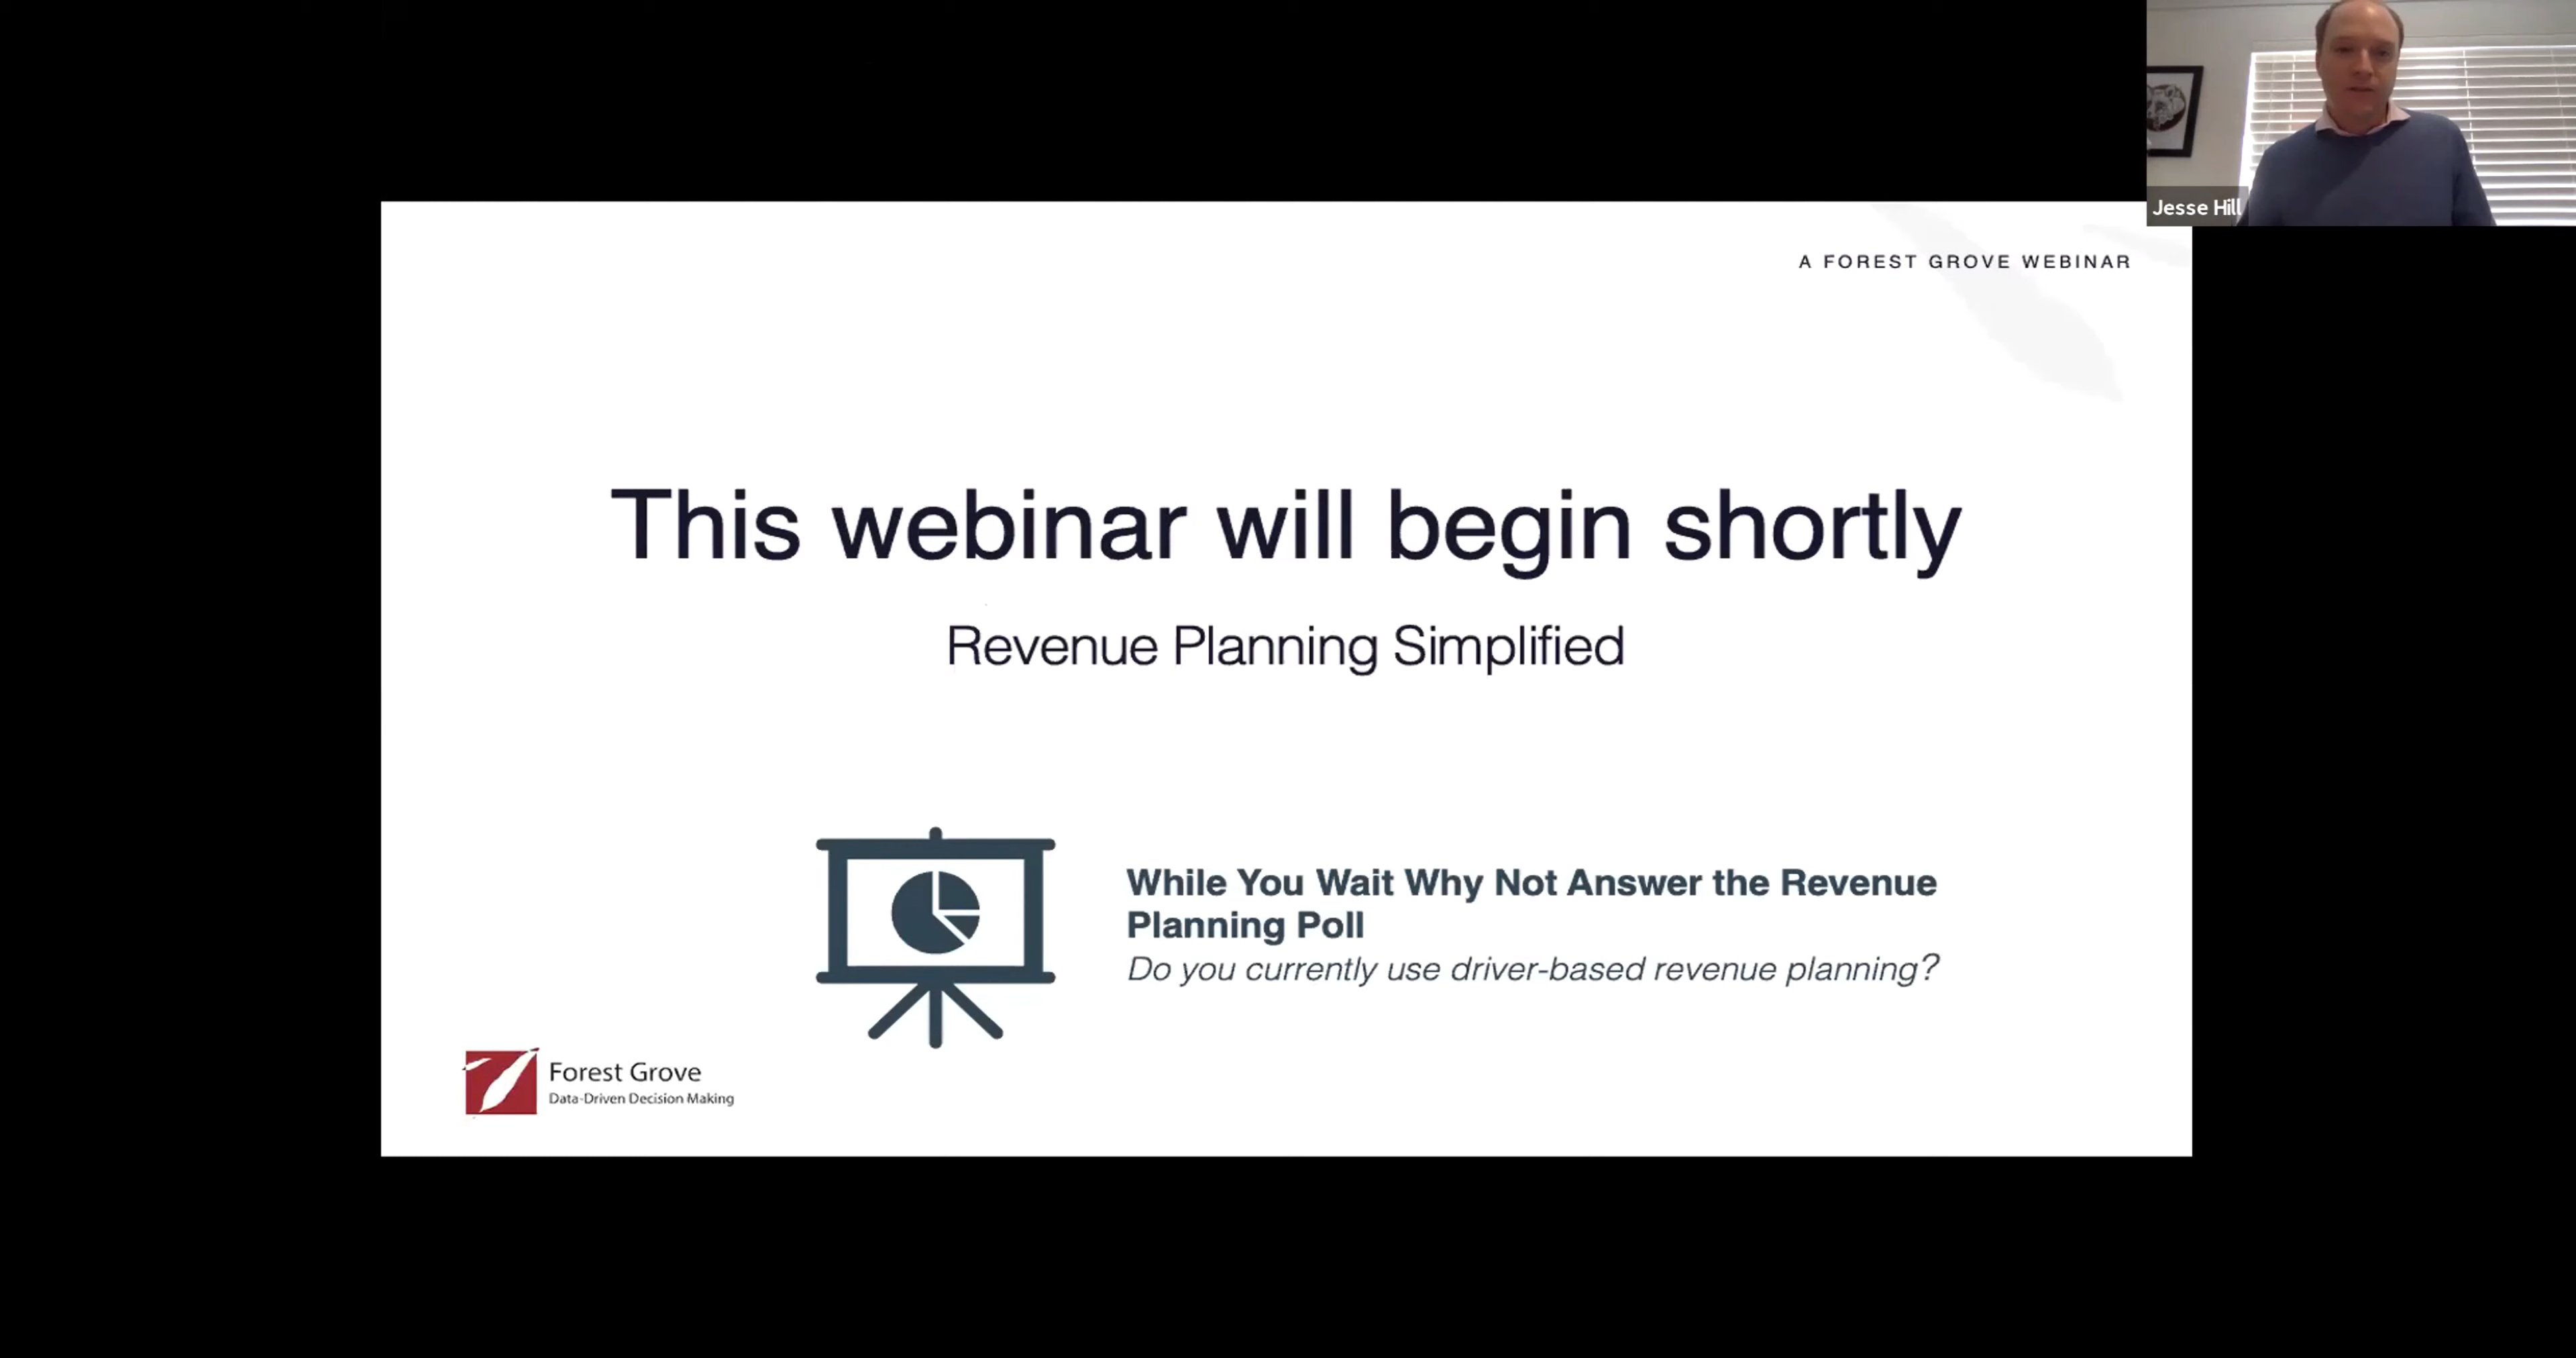 Jesse Hill
A FOREST GROVE WEBINAR
This webinar will begin shortly
Revenue Planning Simplified
While You Wait Why Not Answer the Revenue
Planning Poll
Do you currently use driver-based revenue planning?
Forest Grove
Data-Driven Decision Making